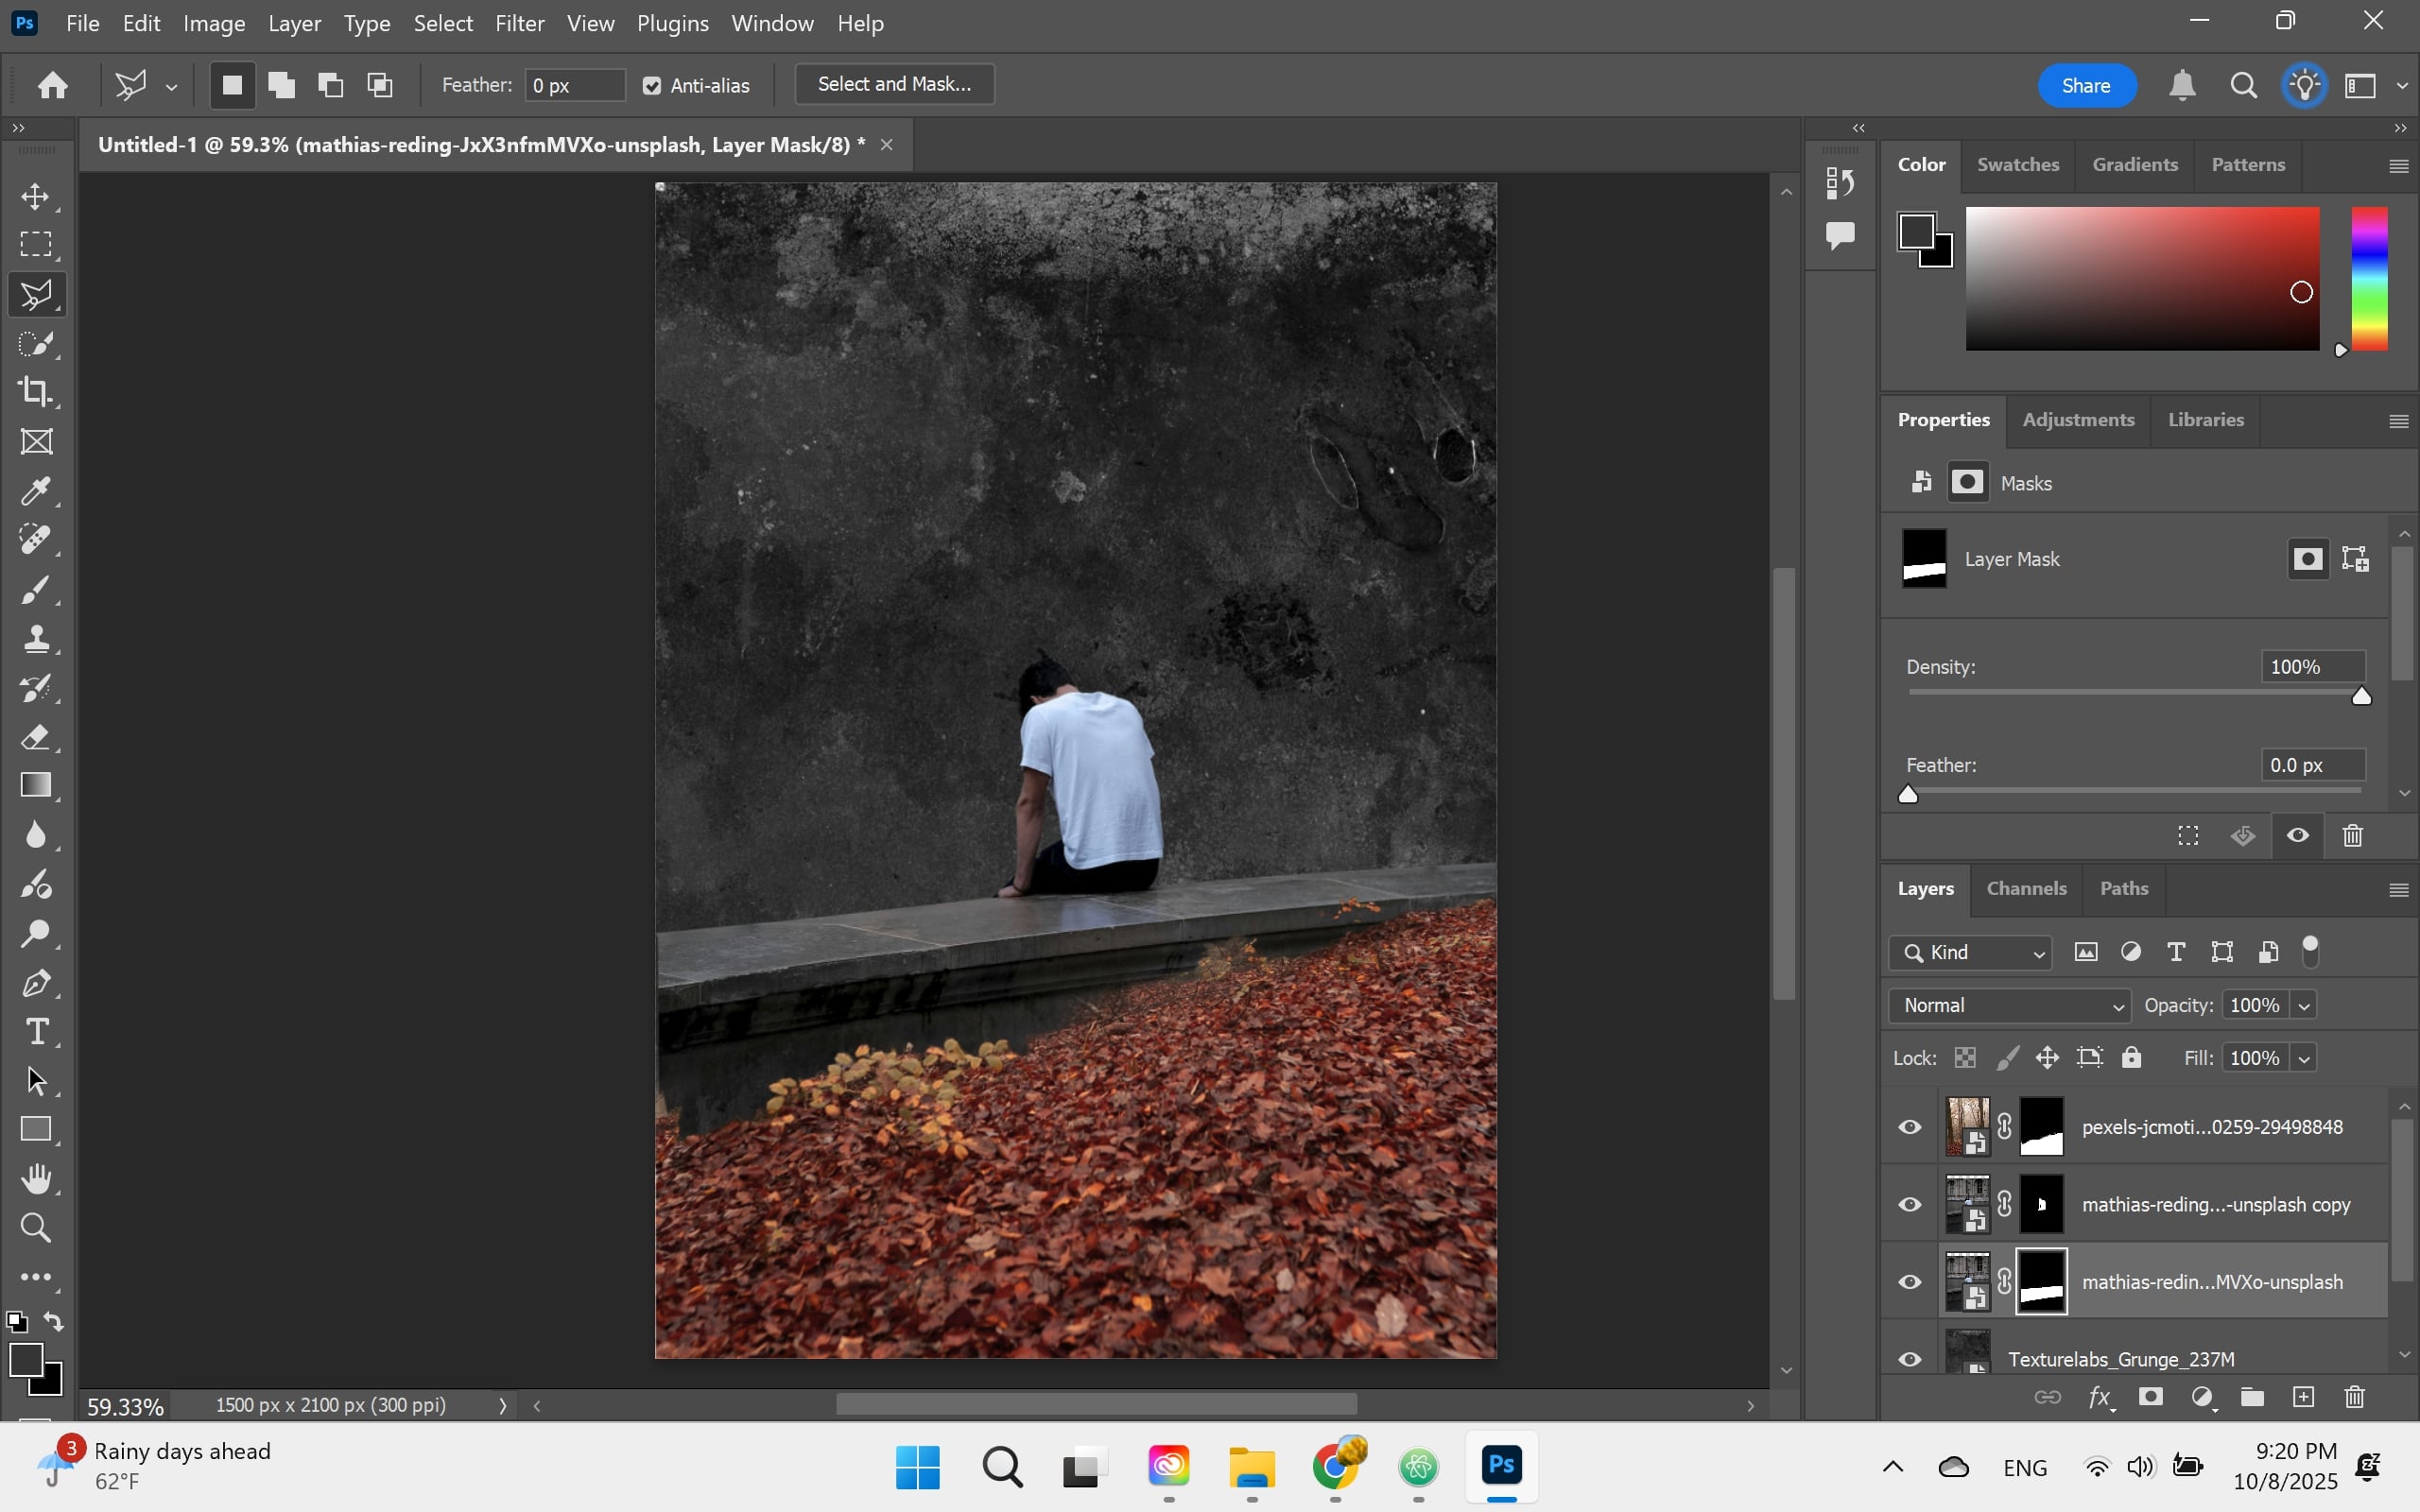 Ps File Edit Image Layer Type Select Filter View Plugins Window Help
Feather: 0 px Anti-alias Select and Mask... Share
Untitled-1 @ 59.3% (mathias-reding-JxX3nfmMVXo-unsplash, Layer Mask/8) *
Color Swatches Gradients Patterns
Properties Adjustments Libraries
Masks
Layer Mask
Density: 100%
Feather: 0.0 px
Layers Channels Paths
Kind
Normal Opacity: 100%
Lock: Fill: 100%
pexels-jcmoti...0259-29498848
mathias-reding...-unsplash copy
mathias-redin...MVXo-unsplash
Texturelabs_Grunge_237M
fx
59.33% 1500 px x 2100 px (300 ppi)
3 Rainy days ahead
62°F
Ps
ENG
9:20 PM
10/8/2025